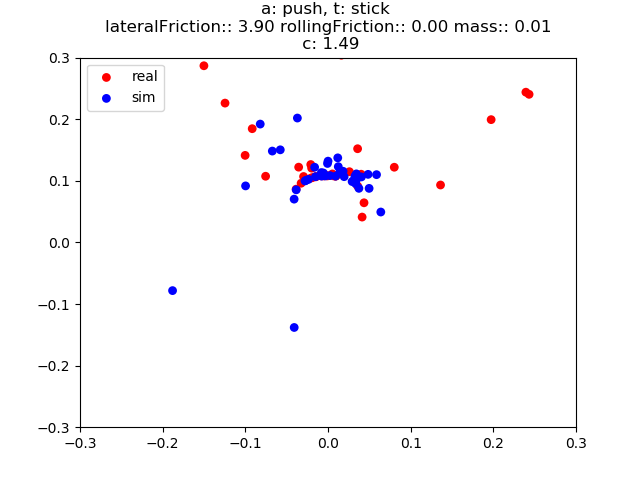 a: push, t: stick
lateralFriction:: 3.90 rollingFriction:: 0.00 mass:: 0.01
c: 1.49
real
sim
0.3
0.2
0.1
0.0
−0.1
−0.2
−0.3
−0.3
−0.2
−0.1
0.0
0.1
0.2
0.3